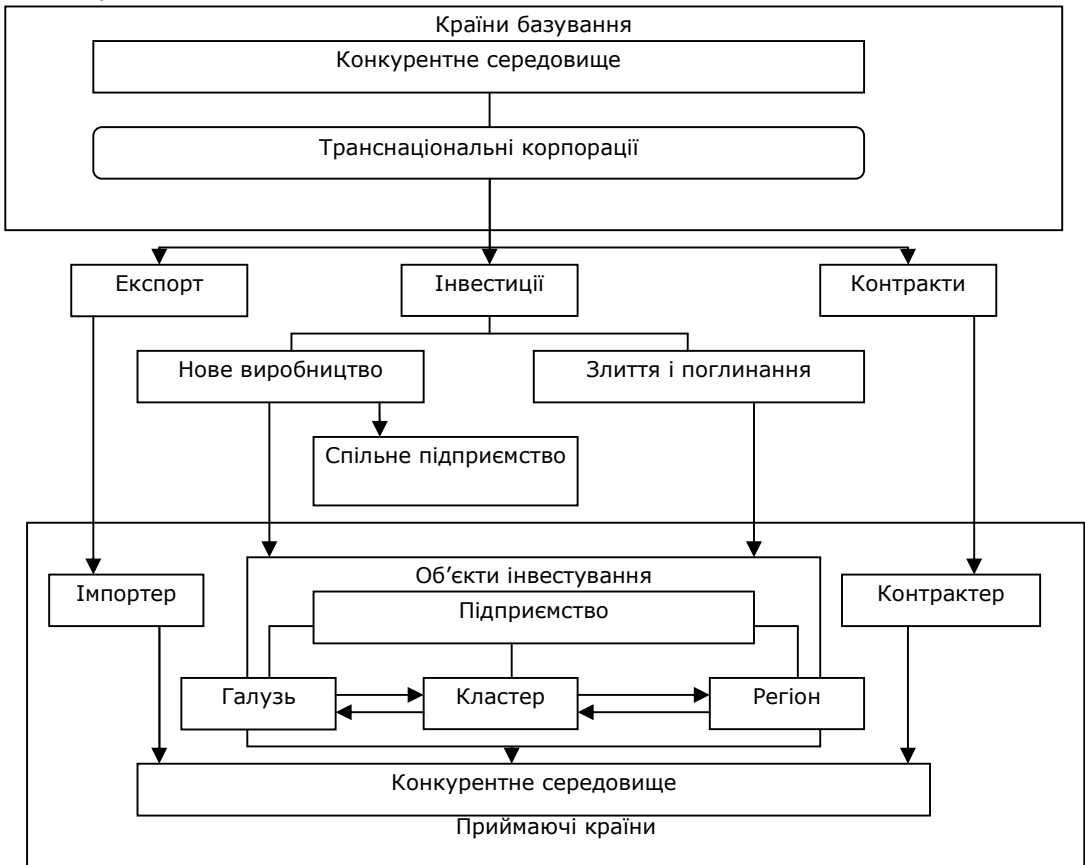 Країни базування
Конкурентне середовище
Транснаціональні корпорації
Експорт
Інвестиції
Контракти
Нове виробництво
Злиття і поглинання
Спільне підприємство
Імпортер
Об’єкти інвестування
Контрактер
Підприємство
Галузь
Кластер
Регіон
Конкурентне середовище
Приймаючі країни